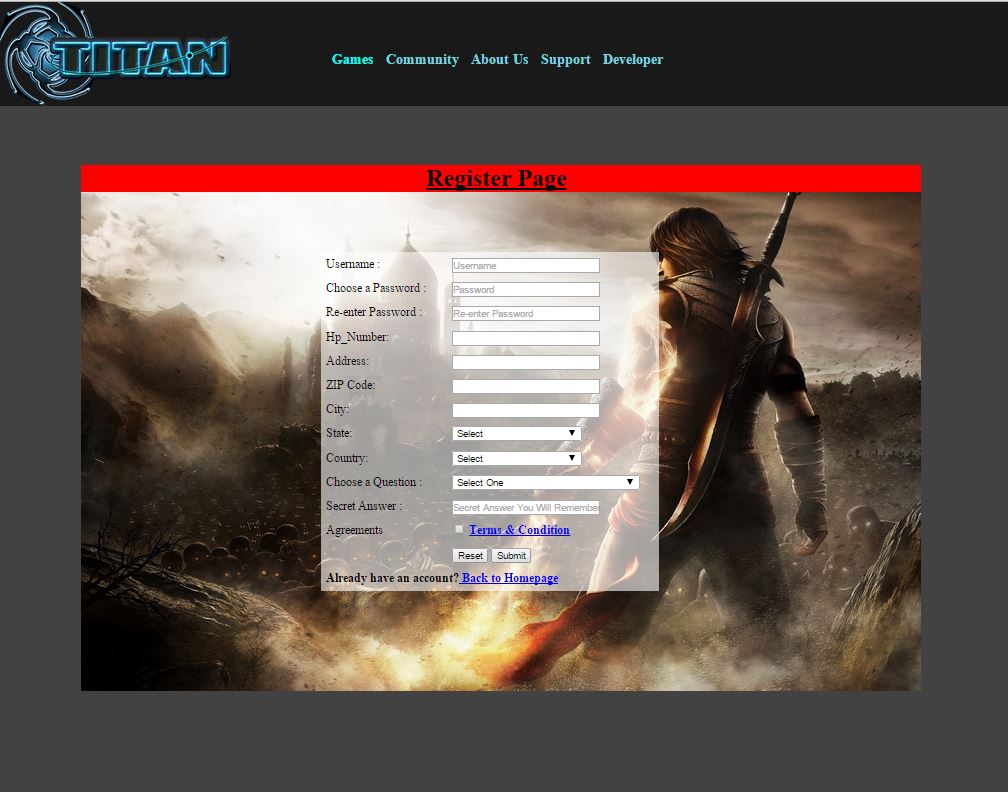 TITAN
Games Community About Us Support Developer
Register Page
Username : Username
Choose a Password : Password
Re-enter Password : Re-enter Password
Hp_Number:
Address:
ZIP Code:
City:
State: Select
Country: Select
Choose a Question : Select One
Secret Answer : Secret Answer You Will Remember
Agreements Terms & Condition
Reset Submit
Already have an account? Back to Homepage